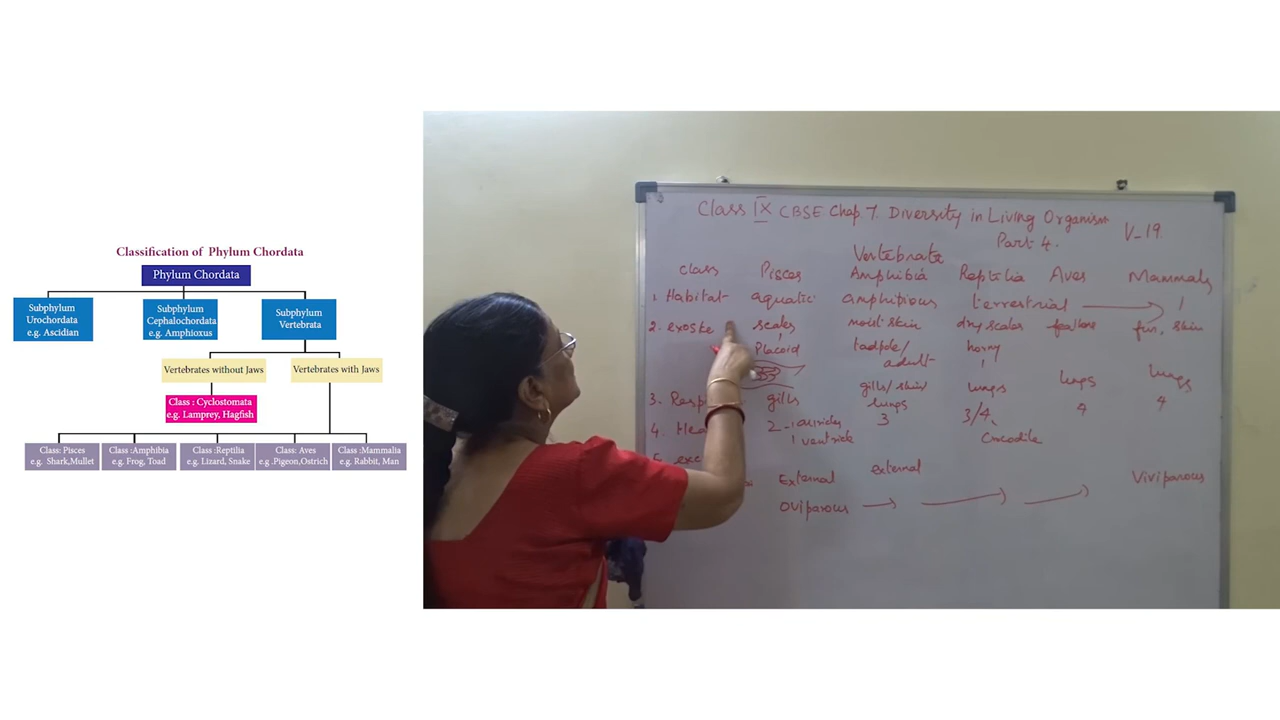 Classification of Phylum Chordata
Phylum Chordata
Subphylum
Urochordata
e.g. Ascidian
Subphylum
Cephalochordata
e.g. Amphioxus
Subphylum
Vertebrata
Vertebrates without Jaws
Vertebrates with Jaws
Class : Cyclostomata
e.g. Lamprey, Hagfish
Class: Pisces
e.g. Shark,Mullet
Class :Amphibia
e.g. Frog, Toad
Class :Reptilia
e.g. Lizard, Snake
Class: Aves
e.g .Pigeon,Ostrich
Class :Mammalia
e.g. Rabbit, Man
Class IX CBSE Chap 7. Diversity in Living Organism
Part 4. V-19
Vertebrate
class Pisces Amphibia Reptilia Aves Mammals
1. Habitat aquatic amphibious terrestrial
2. exoske scales moist skin dry scales feathers fur, skin
Placoid tadpole/ horny
adult
gills/skin/ lungs lungs lungs
3. Resp gills lungs
4. Hea 2 - 1 auricles 3 3/4 4 4
1 ventricle Crocodile
5. exc
External external Viviparous
Oviparous